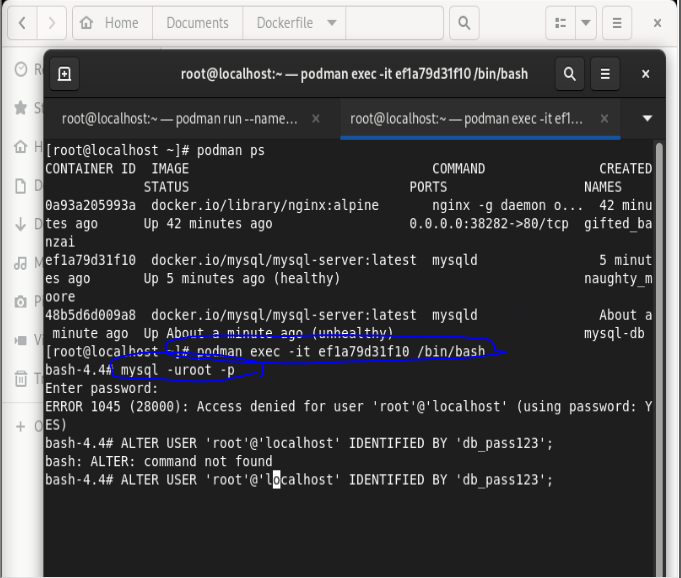 Home Documents Dockerfile
root@localhost:~ — podman exec -it ef1a79d31f10 /bin/bash
root@localhost:~ — podman run --name... root@localhost:~ — podman exec -it ef1...
[root@localhost ~]# podman ps
CONTAINER ID IMAGE COMMAND CREATED
STATUS PORTS NAMES
0a93a205993a docker.io/library/nginx:alpine nginx -g daemon o... 42 minu
tes ago Up 42 minutes ago 0.0.0.0:38282->80/tcp gifted_ba
nzai
ef1a79d31f10 docker.io/mysql/mysql-server:latest mysqld 5 minut
es ago Up 5 minutes ago (healthy) naughty_m
oore
48b5d6d009a8 docker.io/mysql/mysql-server:latest mysqld About a
minute ago Up About a minute ago (unhealthy) mysql-db
[root@localhost ~]# podman exec -it ef1a79d31f10 /bin/bash
bash-4.4# mysql -uroot -p
Enter password:
ERROR 1045 (28000): Access denied for user 'root'@'localhost' (using password: Y
ES)
bash-4.4# ALTER USER 'root'@'localhost' IDENTIFIED BY 'db_pass123';
bash: ALTER: command not found
bash-4.4# ALTER USER 'root'@'localhost' IDENTIFIED BY 'db_pass123';